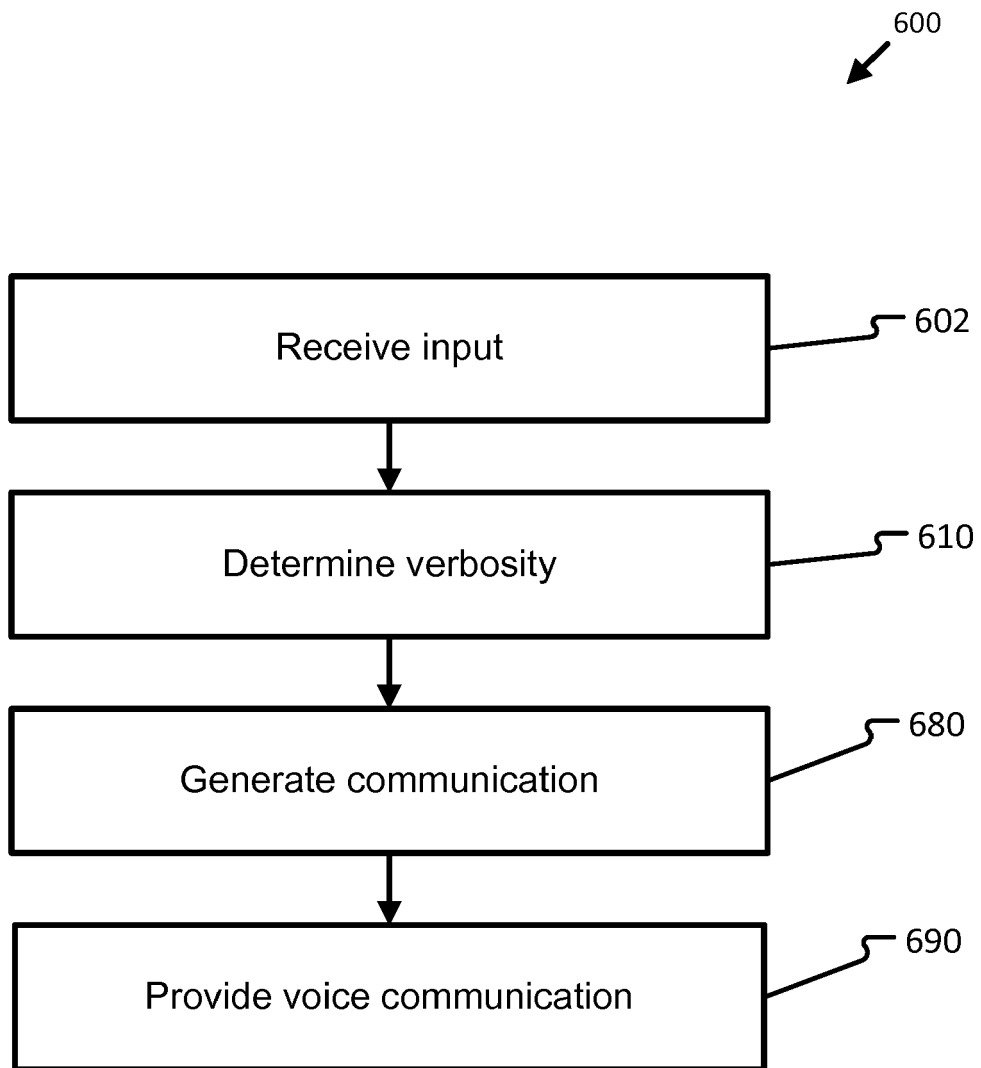 600
Receive input
602
Determine verbosity
610
Generate communication
680
Provide voice communication
690